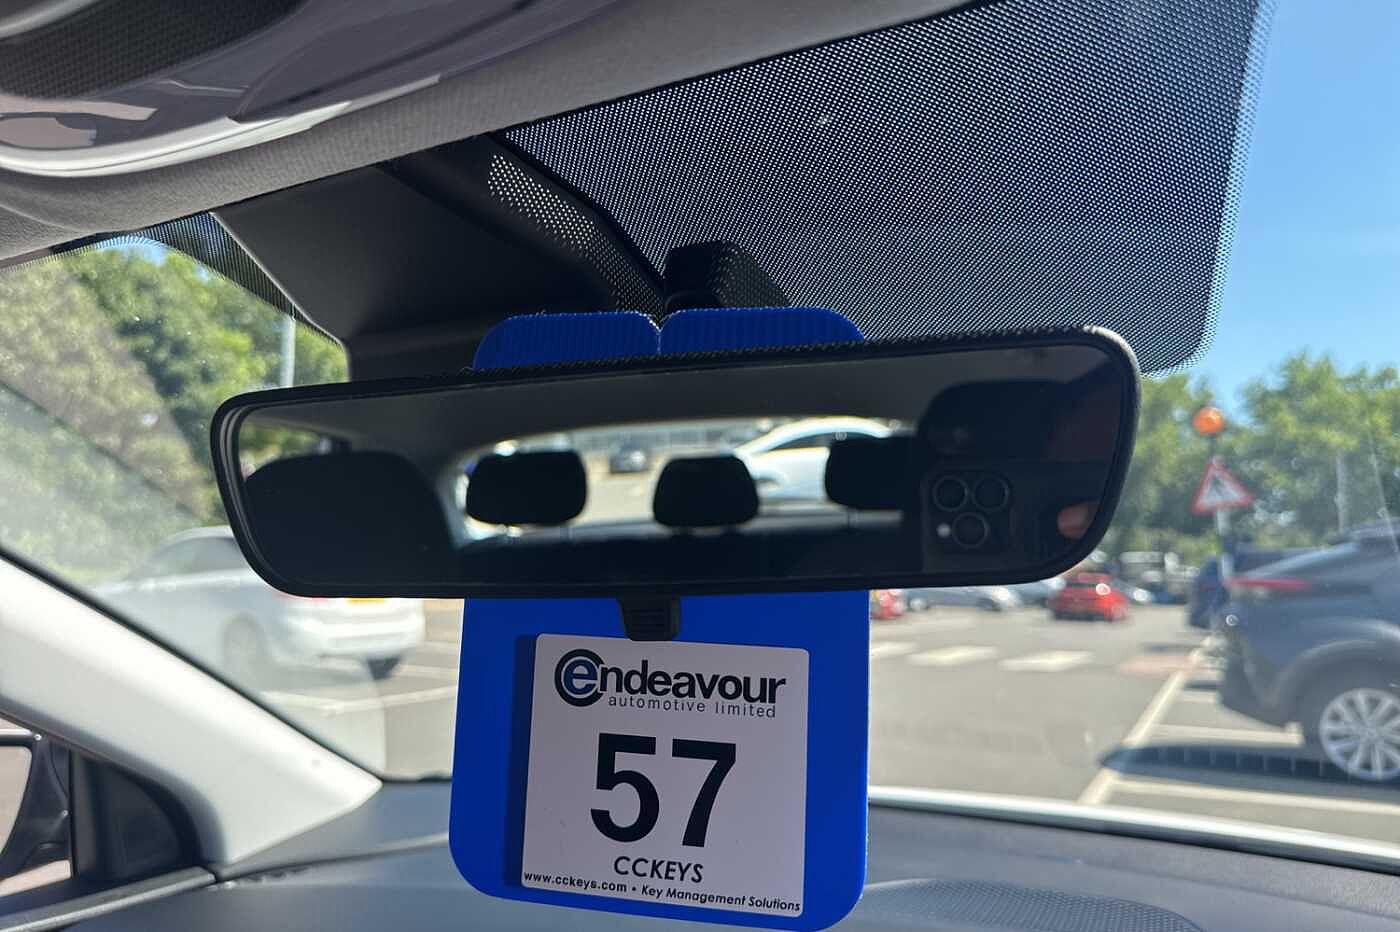 endeavour
automotive limited
57
CCKEYS
www.cckeys.com • Key Management Solutions